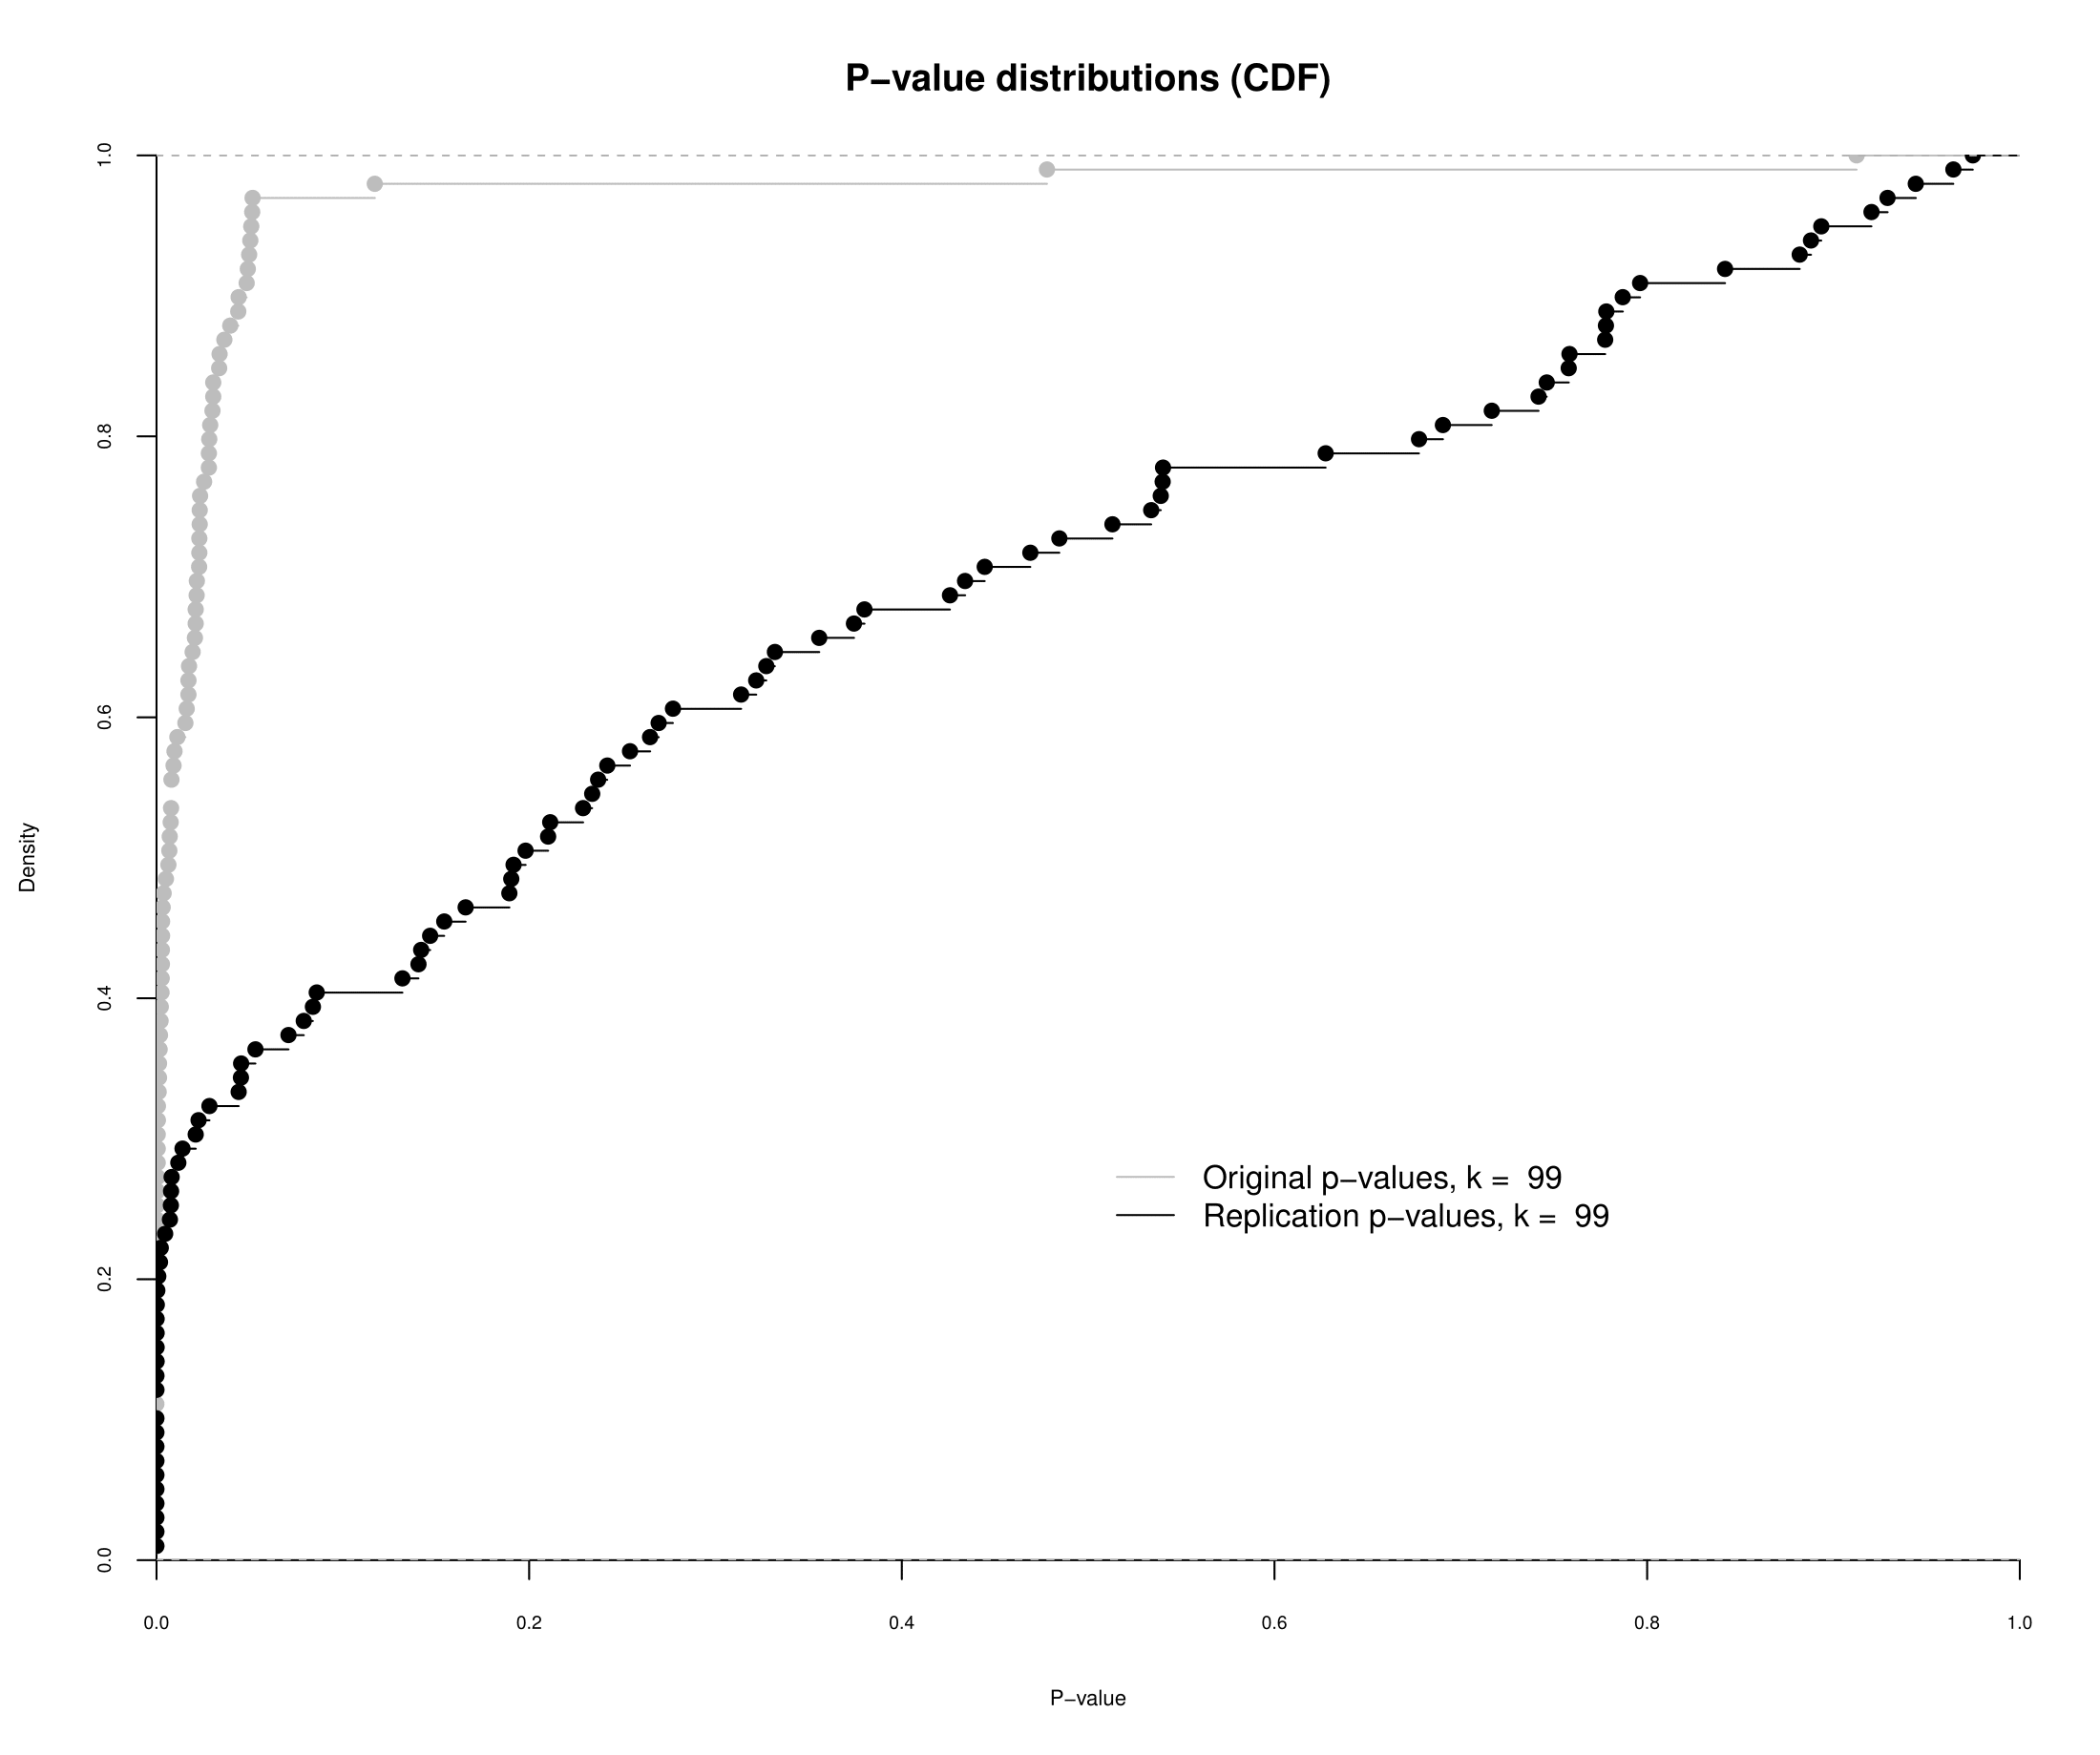 P−value distributions (CDF)
1.0
0.8
0.6
0.4
0.2
0.0
Density
Original p−values, k = 99
Replication p−values, k = 99
0.0 0.2 0.4 0.6 0.8 1.0
P−value